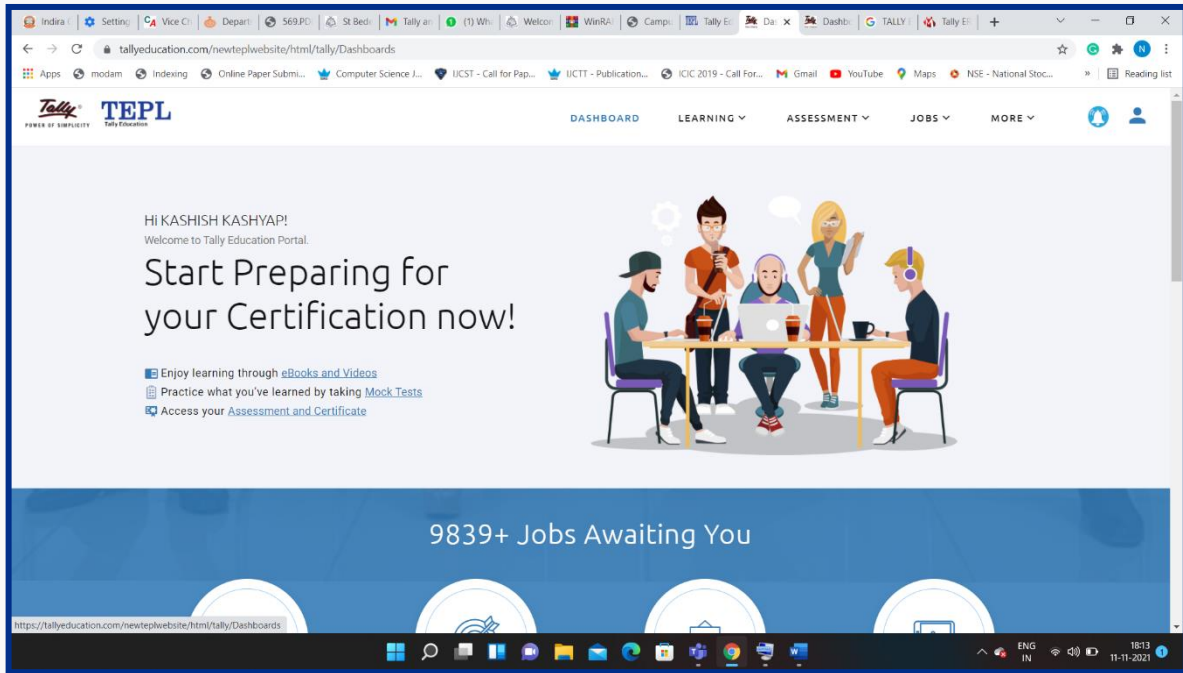 Indira
Setting
Vice Ch
Depart
569.PD
St Bede
Tally an
(1) Wh
Welcon
WinRA
Campu
Tally E
Da
Dashb
TALLY
Tally E
tallyeducation.com/newteplwebsite/html/tally/Dashboards
Apps modam Indexing Online Paper Submi... Computer Science J... IJCST - Call for Pap... IJCTT - Publication... ICIC 2019 - Call For... Gmail YouTube Maps NSE - National Stoc... » Reading list
Tally
POWER OF SIMPLICITY
TEPL
Tally Education
DASHBOARD LEARNING ASSESSMENT JOBS MORE
Hi KASHISH KASHYAP!
Welcome to Tally Education Portal.
Start Preparing for
your Certification now!
Enjoy learning through eBooks and Videos
Practice what you've learned by taking Mock Tests
Access your Assessment and Certificate
9839+ Jobs Awaiting You
https://tallyeducation.com/newteplwebsite/html/tally/Dashboards
ENG
IN
18:13
11-11-2021
1